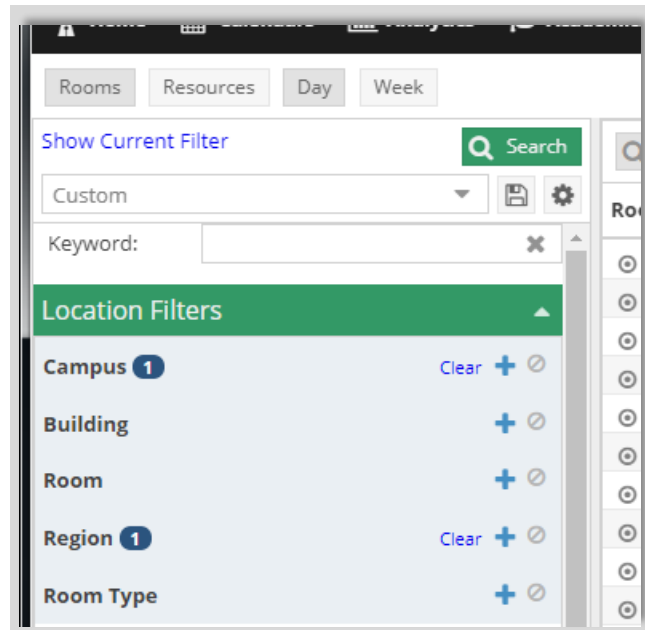 Rooms Resources Day Week
Show Current Filter
Search
Custom
Keyword:
Location Filters
Campus 1 Clear
Building
Room
Region 1 Clear
Room Type